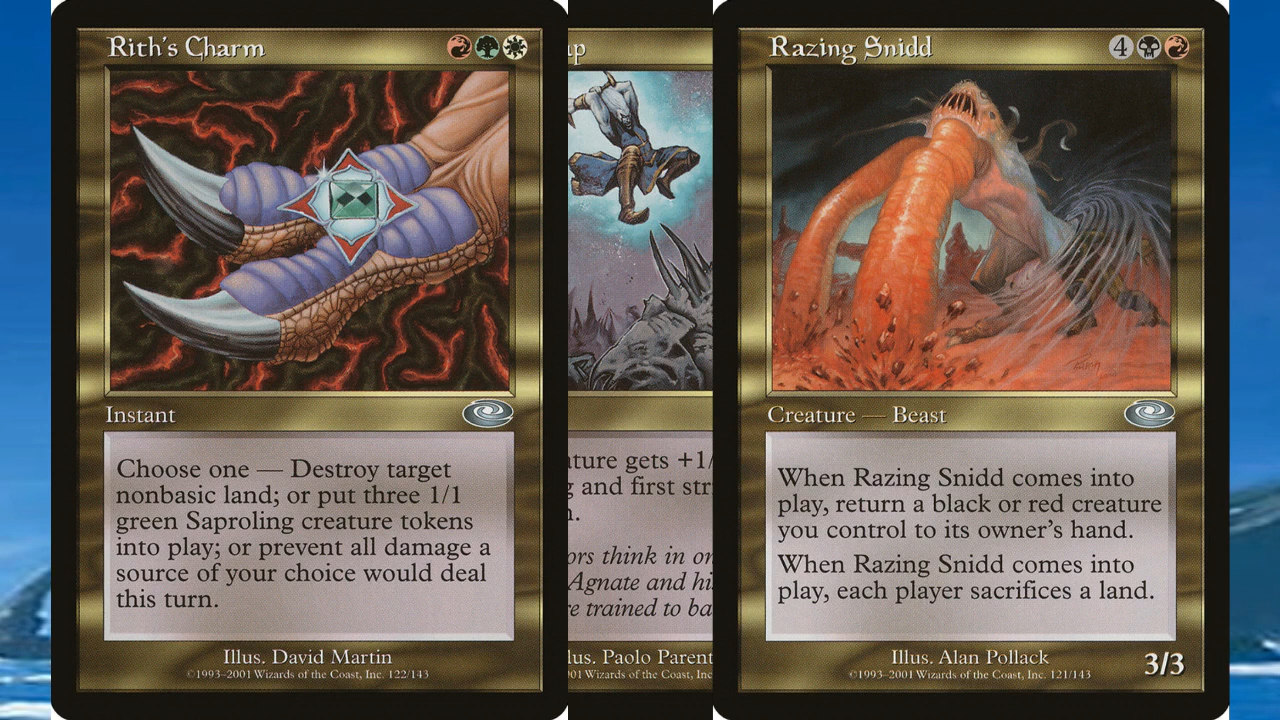 Rith's Charm
Instant
Choose one — Destroy target
nonbasic land; or put three 1/1
green Saproling creature tokens
into play; or prevent all damage a
source of your choice would deal
this turn.
Illus. David Martin
©1993–2001 Wizards of the Coast, Inc. 122/143
ap
ature gets +1/
g and first stri
n.
ors think in or
Agnate and hi
re trained to ba
lus. Paolo Parent
001 Wizards of the Coast, Inc
Razing Snidd
4
Creature — Beast
When Razing Snidd comes into
play, return a black or red creature
you control to its owner's hand.
When Razing Snidd comes into
play, each player sacrifices a land.
Illus. Alan Pollack
©1993–2001 Wizards of the Coast, Inc. 121/143
3/3